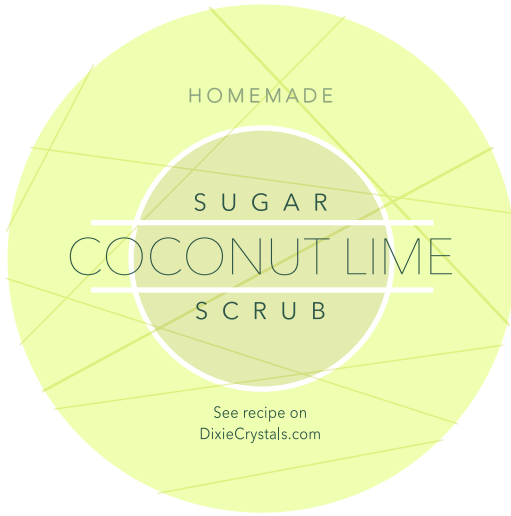 HOMEMADE
SUGAR
COCONUT LIME
SCRUB
See recipe on
DixieCrystals.com